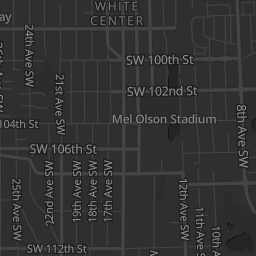 WHITE
CENTER
24th Ave SW
SW 100th St
21st Ave SW
SW 102nd St
8th Ave SW
104th St
Mel Olson Stadium
SW 106th St
25th Ave SW
22nd Ave SW
19th Ave SW
18th Ave SW
17th Ave SW
12th Ave SW
11th Ave SW
10th Ave
SW 112th St